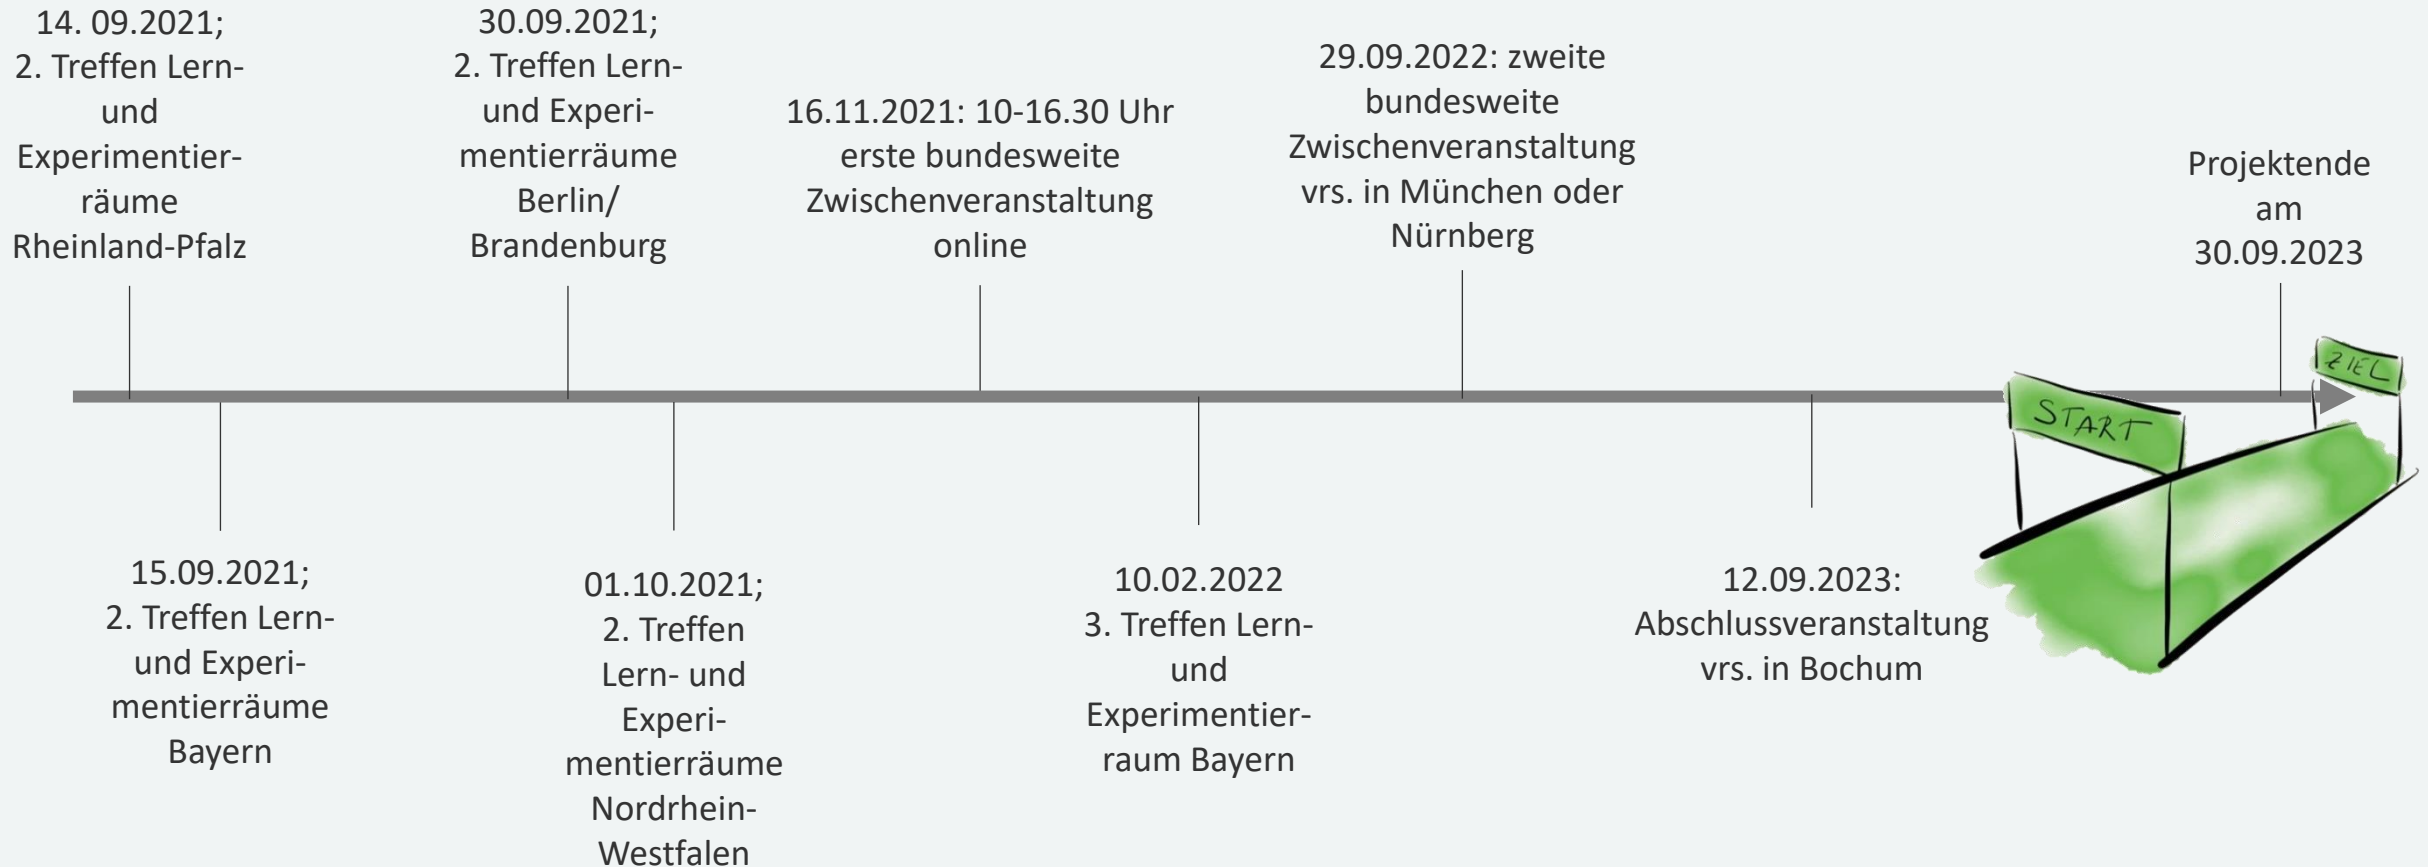 14. 09.2021;
2. Treffen Lern-
und
Experimentier-
räume
Rheinland-Pfalz
30.09.2021;
2. Treffen Lern-
und Experi-
mentierräume
Berlin/
Brandenburg
16.11.2021: 10-16.30 Uhr
erste bundesweite
Zwischenveranstaltung
online
29.09.2022: zweite
bundesweite
Zwischenveranstaltung
vrs. in München oder
Nürnberg
Projektende
am
30.09.2023
ZIEL
START
15.09.2021;
2. Treffen Lern-
und Experi-
mentierräume
Bayern
01.10.2021;
2. Treffen
Lern- und
Experi-
mentierräume
Nordrhein-
Westfalen
10.02.2022
3. Treffen Lern-
und
Experimentier-
raum Bayern
12.09.2023:
Abschlussveranstaltung
vrs. in Bochum